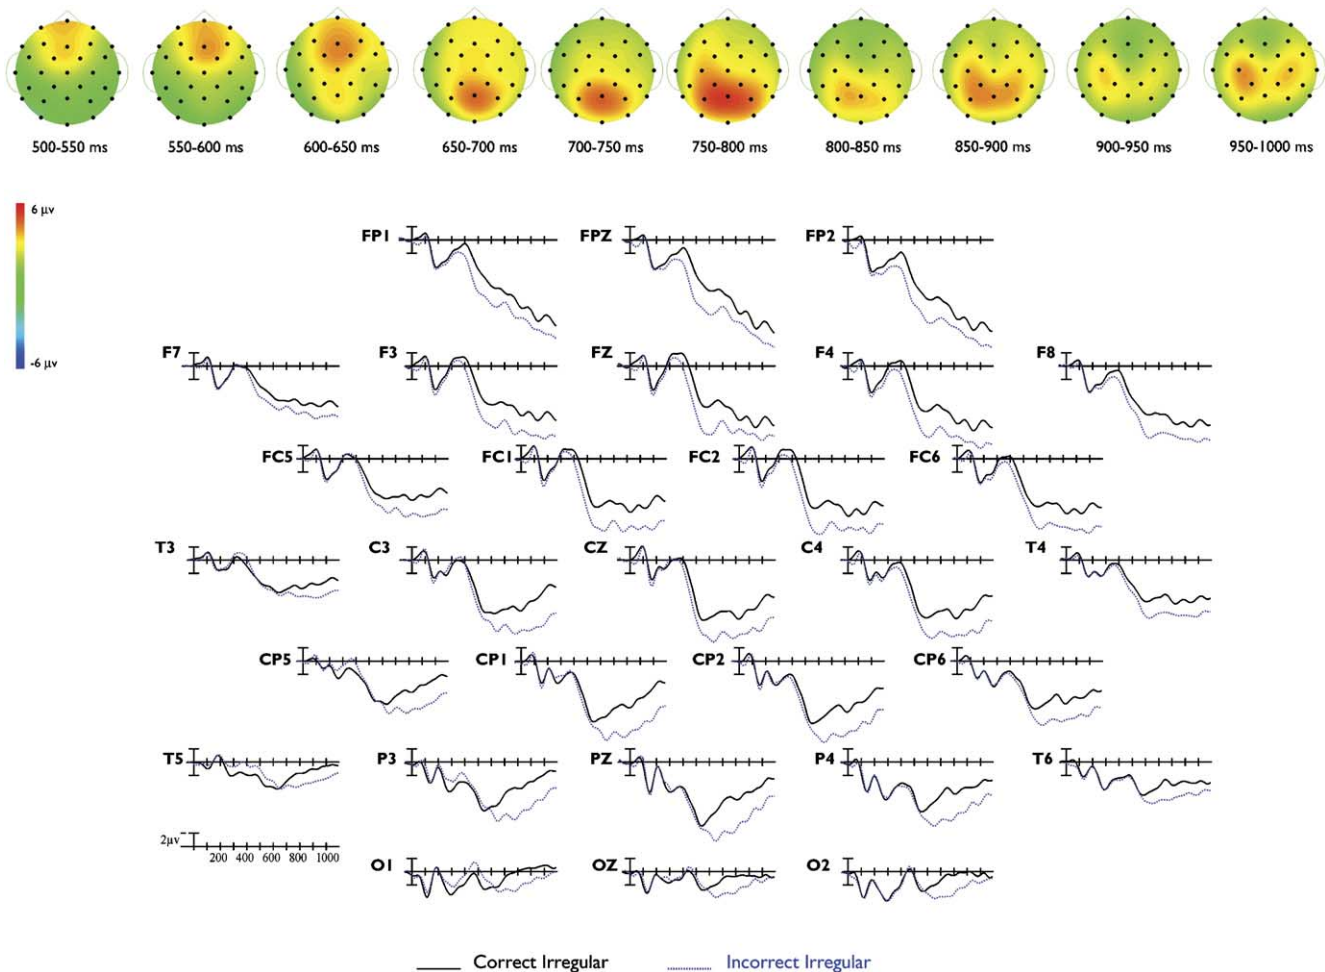 500-550 ms 550-600 ms 600-650 ms 650-700 ms 700-750 ms 750-800 ms 800-850 ms 850-900 ms 900-950 ms 950-1000 ms
6 μv
-6 μv
FP1 FPZ FP2
F7 F3 FZ F4 F8
FC5 FC1 FC2 FC6
T3 C3 CZ C4 T4
CP5 CP1 CP2 CP6
T5 P3 PZ P4 T6
2μv
200 400 600 800 1000
O1 OZ O2
Correct Irregular Incorrect Irregular